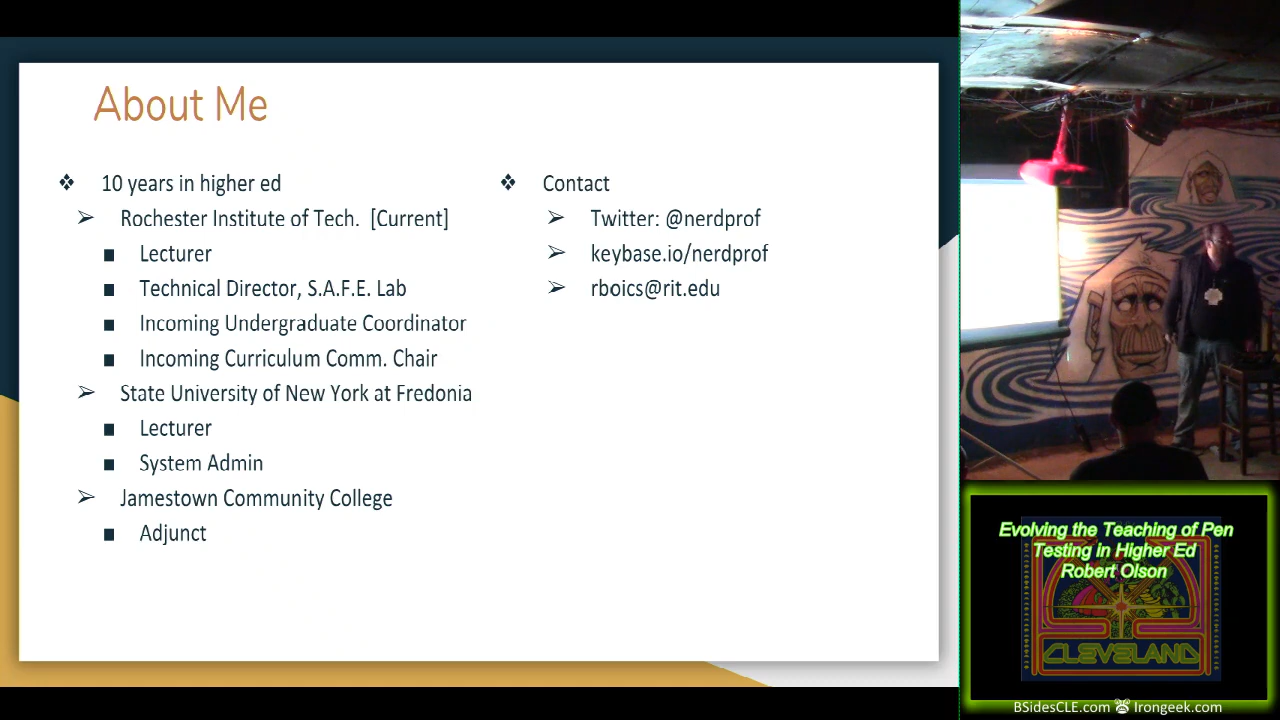 About Me
10 years in higher ed
Rochester Institute of Tech. [Current]
Lecturer
Technical Director, S.A.F.E. Lab
Incoming Undergraduate Coordinator
Incoming Curriculum Comm. Chair
State University of New York at Fredonia
Lecturer
System Admin
Jamestown Community College
Adjunct
Contact
Twitter: @nerdprof
keybase.io/nerdprof
rboics@rit.edu
Evolving the Teaching of Pen
Testing in Higher Ed
Robert Olson
CLEVELAND
BSidesCLE.com Irongeek.com